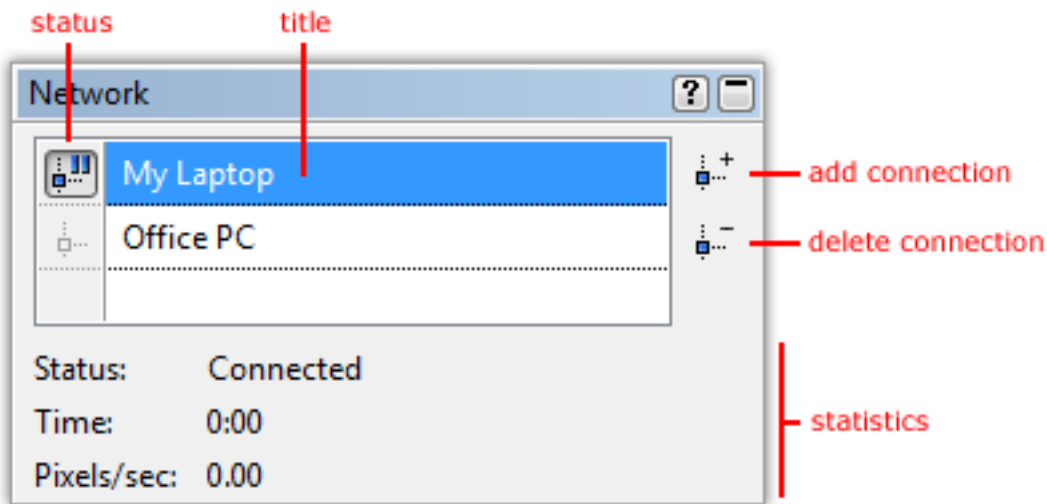 status title
Network ?
My Laptop
add connection
Office PC
delete connection
Status: Connected
Time: 0:00
statistics
Pixels/sec: 0.00